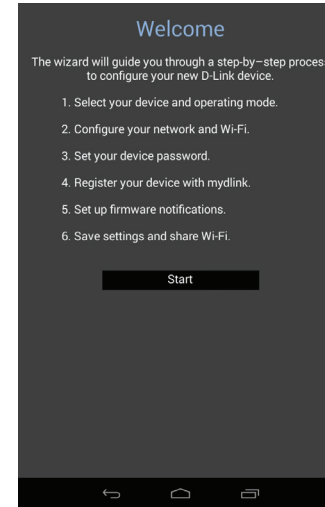 Welcome
The wizard will guide you through a step-by-step process
to configure your new D-Link device.
1. Select your device and operating mode.
2. Configure your network and Wi-Fi.
3. Set your device password.
4. Register your device with mydlink.
5. Set up firmware notifications.
6. Save settings and share Wi-Fi.
Start